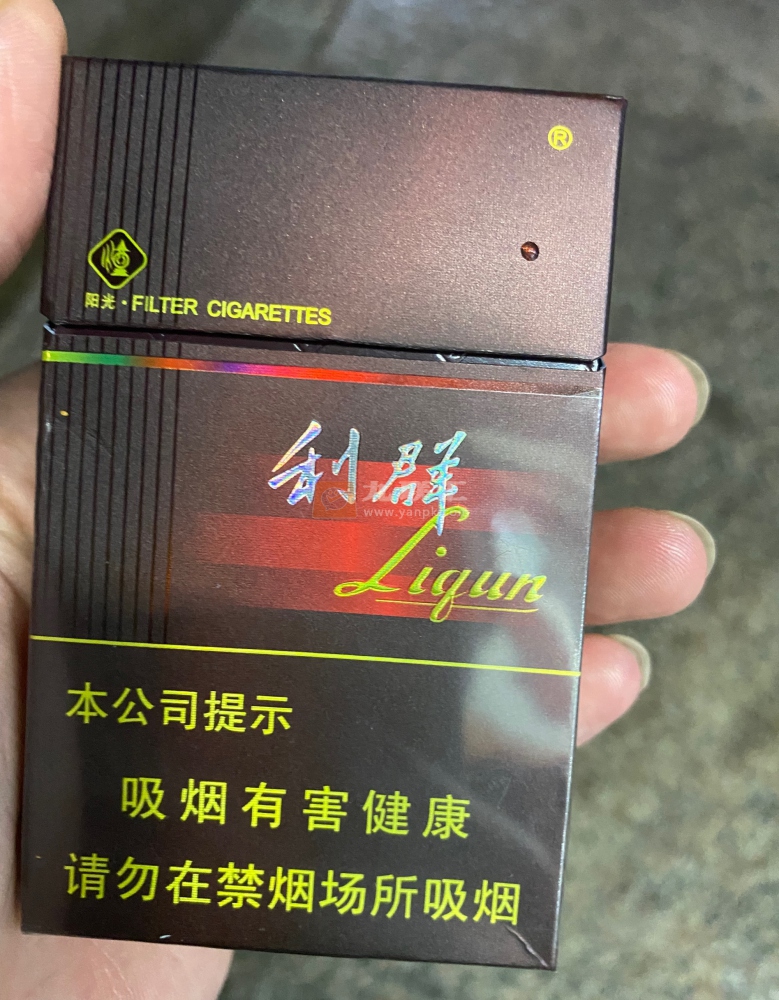 ®
阳光·FILTER CIGARETTES
利群
Liqun
本公司提示
吸烟有害健康
请勿在禁烟场所吸烟